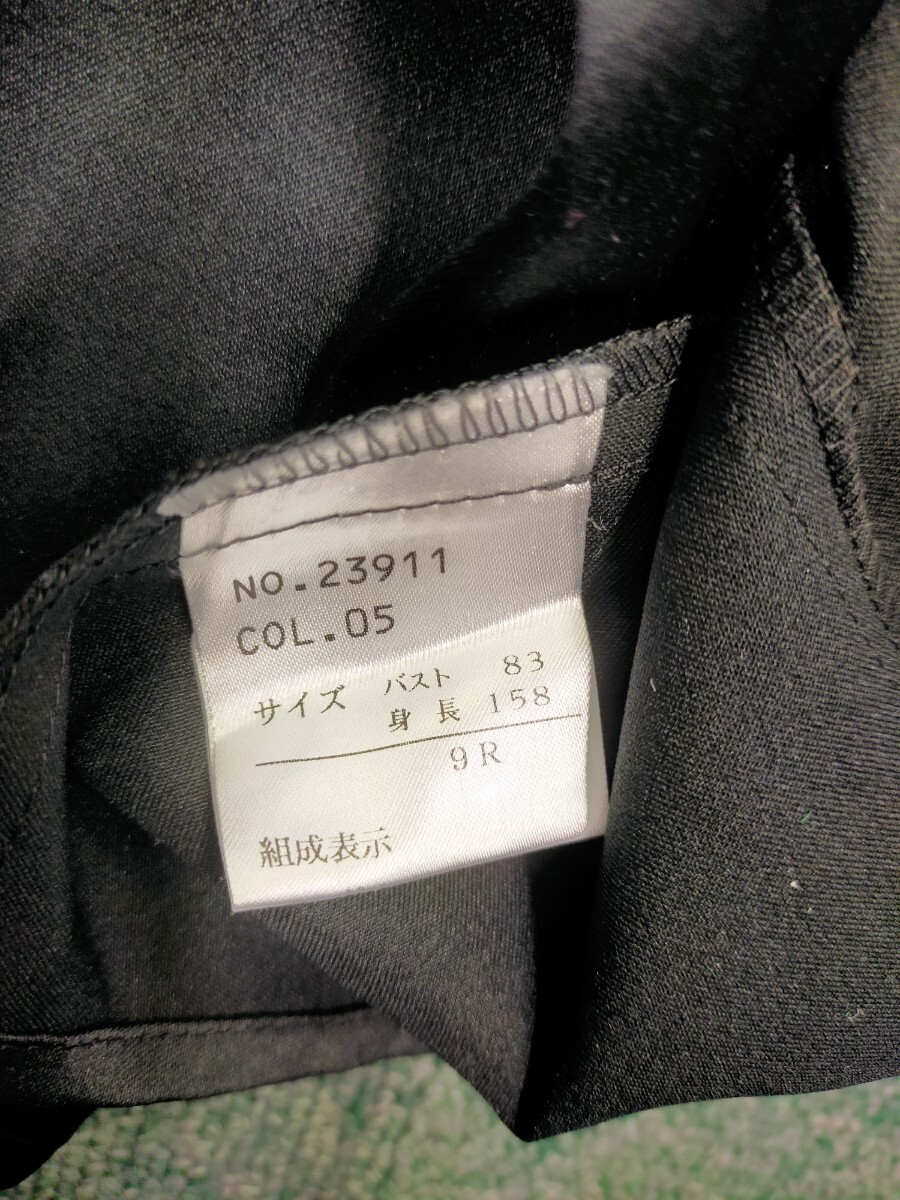 NO.23911
COL.05
サイズ バスト 83
身長 158
9R
組成表示